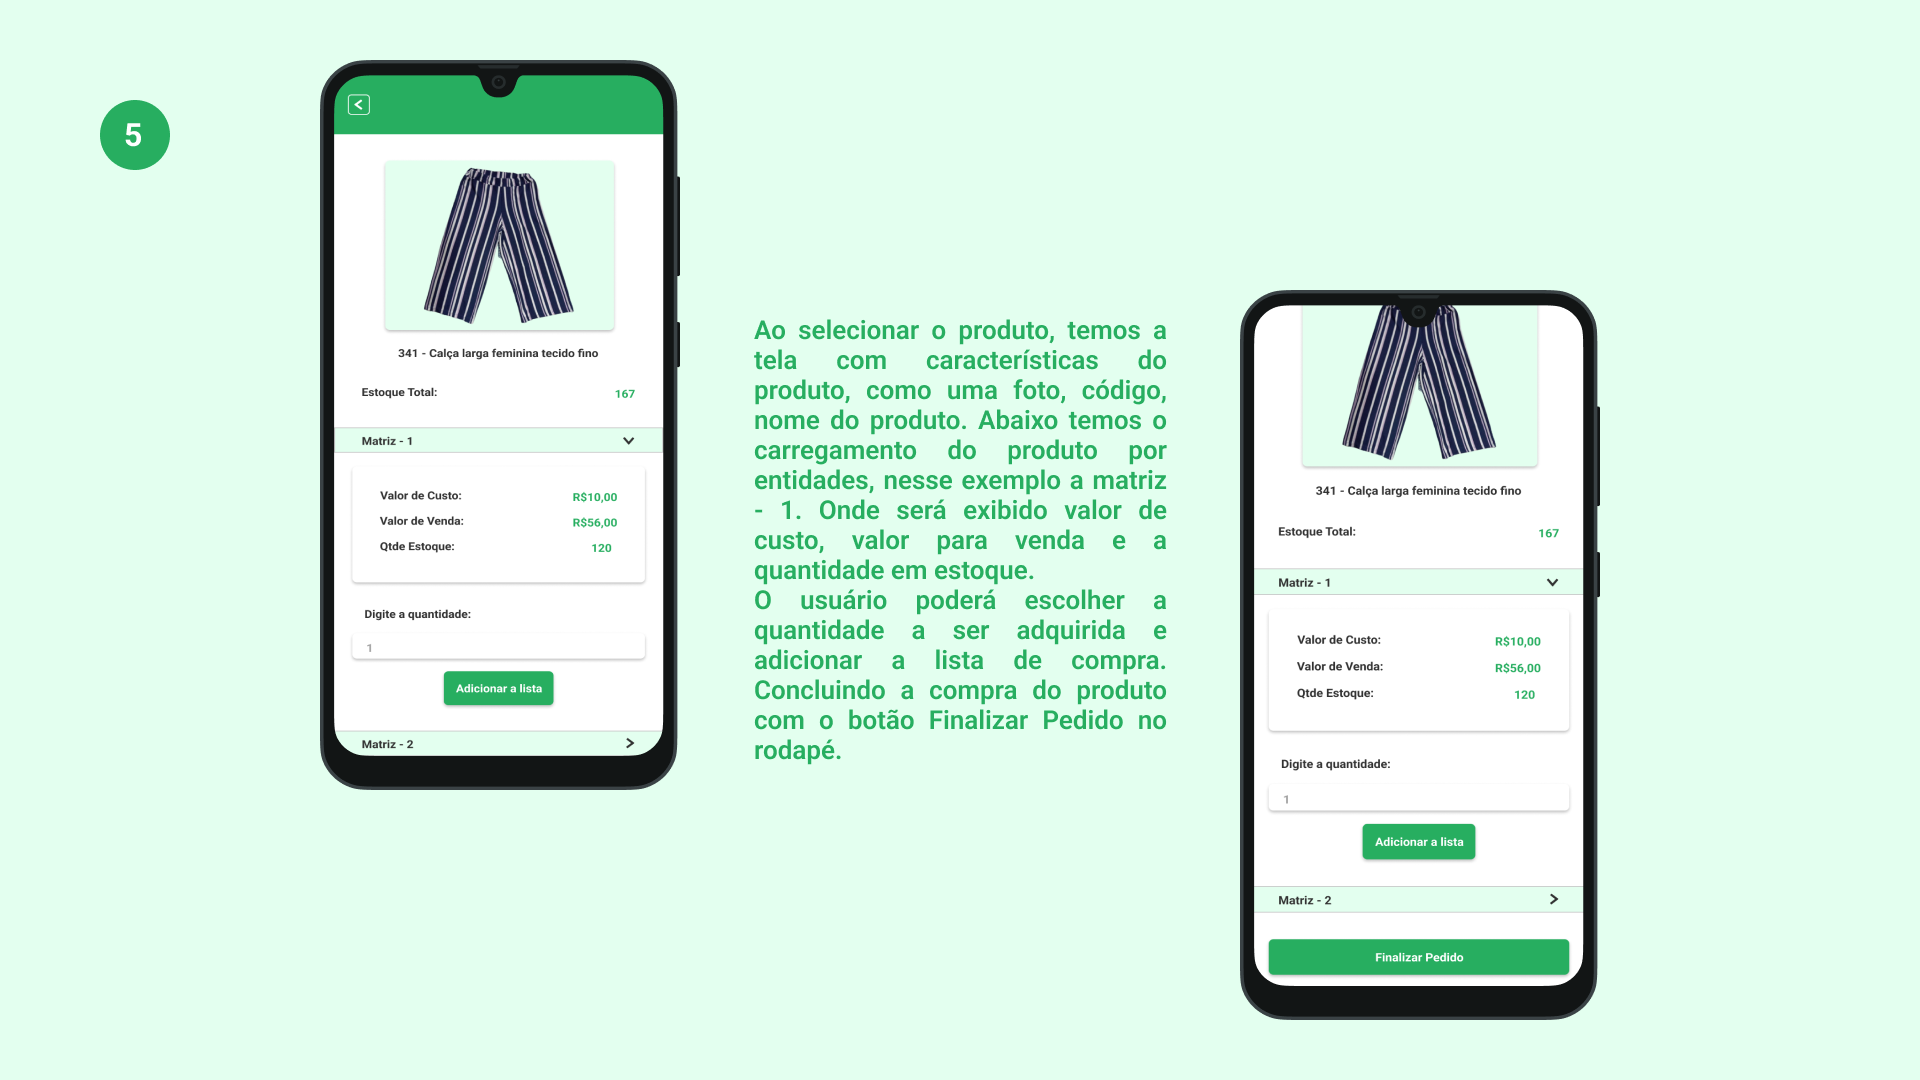 5
341 - Calça larga feminina tecido fino
Estoque Total: 167
Matriz - 1
Valor de Custo: R$10,00
Valor de Venda: R$56,00
Qtde Estoque: 120
Digite a quantidade:
1
Adicionar a lista
Matriz - 2
Ao selecionar o produto, temos a
tela com características do
produto, como uma foto, código,
nome do produto. Abaixo temos o
carregamento do produto por
entidades, nesse exemplo a matriz
- 1. Onde será exibido valor de
custo, valor para venda e a
quantidade em estoque.
O usuário poderá escolher a
quantidade a ser adquirida e
adicionar a lista de compra.
Concluindo a compra do produto
com o botão Finalizar Pedido no
rodapé.
341 - Calça larga feminina tecido fino
Estoque Total: 167
Matriz - 1
Valor de Custo: R$10,00
Valor de Venda: R$56,00
Qtde Estoque: 120
Digite a quantidade:
1
Adicionar a lista
Matriz - 2
Finalizar Pedido